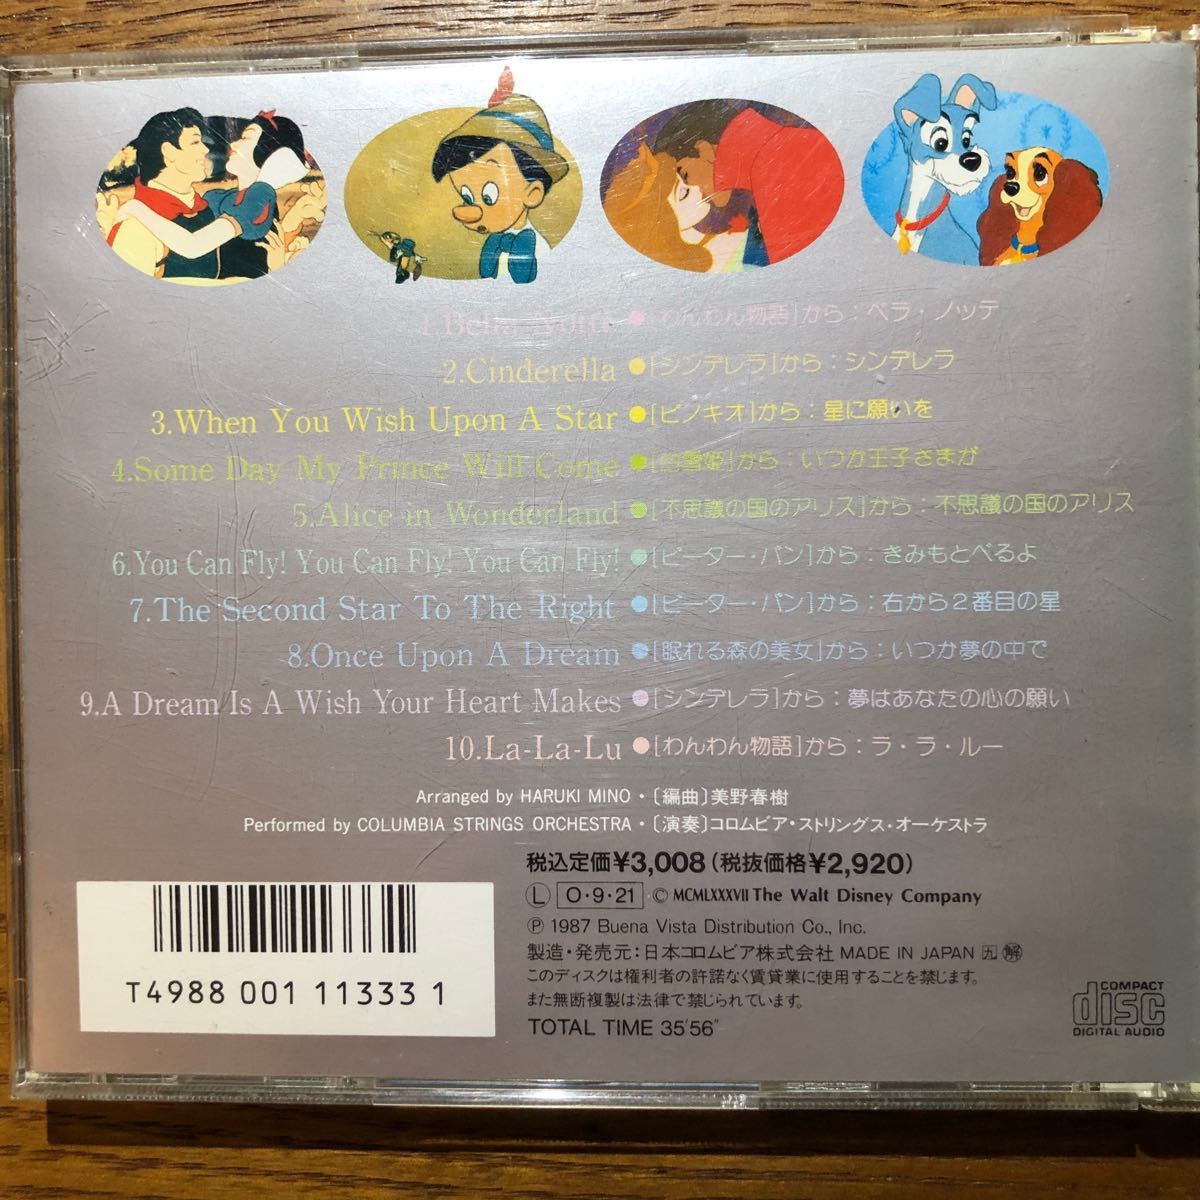 1.Bella Notte ●[わんわん物語]から：ベラ・ノッテ
2.Cinderella ●[シンデレラ]から：シンデレラ
3.When You Wish Upon A Star ●[ピノキオ]から：星に願いを
4.Some Day My Prince Will Come ●[白雪姫]から：いつか王子さまが
5.Alice in Wonderland ●[不思議の国のアリス]から：不思議の国のアリス
6.You Can Fly! You Can Fly! You Can Fly! ●[ピーター・パン]から：きみもとべるよ
7.The Second Star To The Right ●[ピーター・パン]から：右から2番目の星
8.Once Upon A Dream ●[眠れる森の美女]から：いつか夢の中で
9.A Dream Is A Wish Your Heart Makes ●[シンデレラ]から：夢はあなたの心の願い
10.La-La-Lu ●[わんわん物語]から：ラ・ラ・ルー
Arranged by HARUKI MINO・〔編曲〕美野春樹
Performed by COLUMBIA STRINGS ORCHESTRA・〔演奏〕コロムビア・ストリングス・オーケストラ
税込定価¥3,008(税抜価格¥2,920)
Ⓛ O・9・21 © MCMLXXXVII The Walt Disney Company
Ⓟ 1987 Buena Vista Distribution Co., Inc.
製造・発売元：日本コロムビア株式会社 MADE IN JAPAN 九 解
このディスクは権利者の許諾なく賃貸業に使用することを禁じます。
また無断複製は法律で禁じられています。
TOTAL TIME 35'56"
T4988 001 11333 1
COMPACT
disc
DIGITAL AUDIO